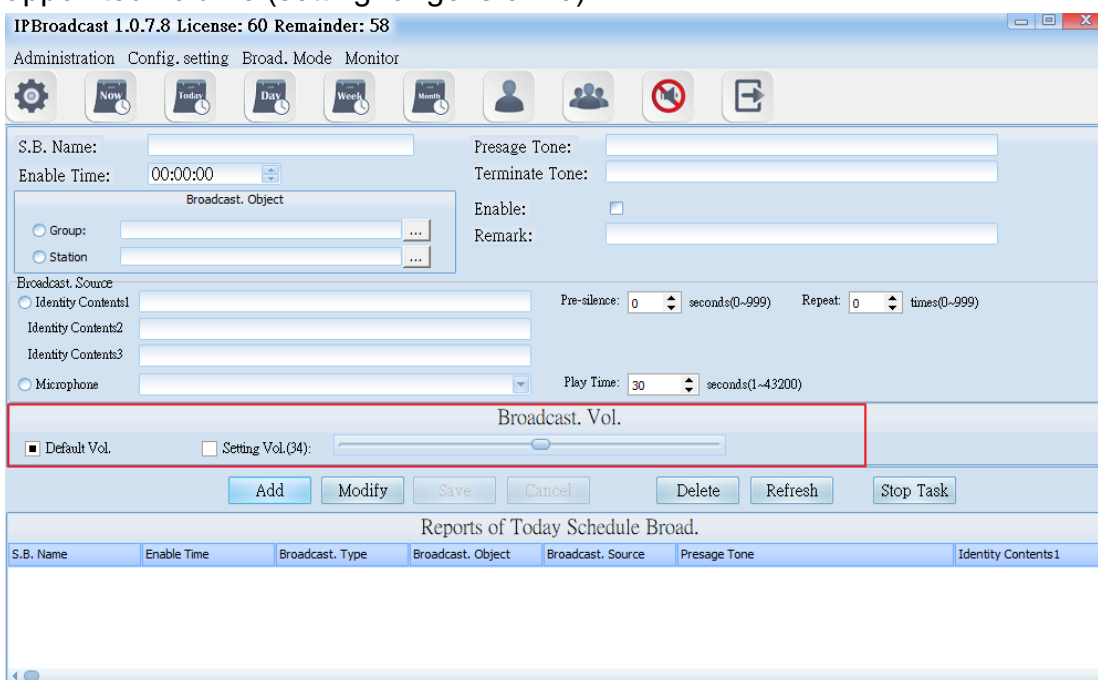 IPBroadcast 1.0.7.8 License: 60 Remainder: 58
Administration Config. setting Broad. Mode Monitor
Now Today Day Week Month
S.B. Name: Presage Tone:
Enable Time: 00:00:00 Terminate Tone:
Broadcast. Object
Enable:
Group: ...
Remark:
Station ...
Broadcast. Source
Identity Contents1 Pre-silence: 0 seconds(0~999) Repeat: 0 times(0~999)
Identity Contents2
Identity Contents3
Microphone Play Time: 30 seconds(1~43200)
Broadcast. Vol.
Default Vol. Setting Vol.(34):
Add Modify Save Cancel Delete Refresh Stop Task
Reports of Today Schedule Broad.
S.B. Name Enable Time Broadcast. Type Broadcast. Object Broadcast. Source Presage Tone Identity Contents1